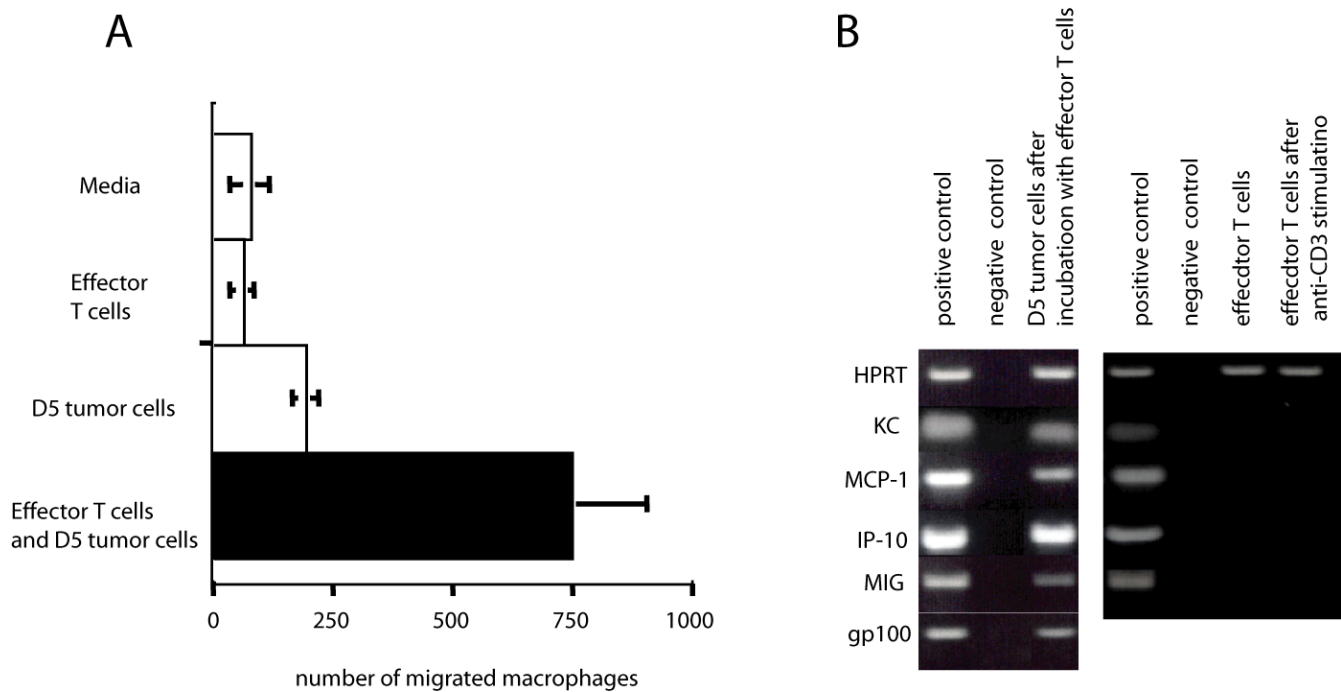 A
Media
Effector
T cells
D5 tumor cells
Effector T cells
and D5 tumor cells
0 250 500 750 1000
number of migrated macrophages
B
positive control
negative control
D5 tumor cells after
incubatioon with effector T cells
positive control
negative control
effecdtor T cells
effecdtor T cells after
anti-CD3 stimulatino
HPRT
KC
MCP-1
IP-10
MIG
gp100